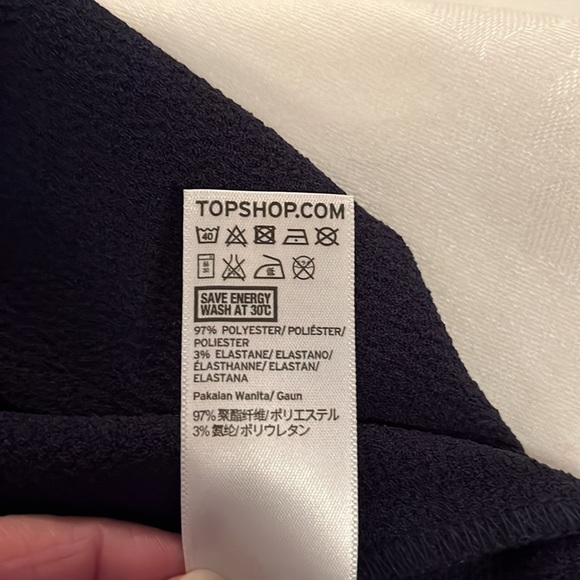 TOPSHOP.COM
40
低
SAVE ENERGY
WASH AT 30℃
97% POLYESTER/ POLIÉSTER/
POLIESTER
3% ELASTANE/ ELASTANO/
ÉLASTHANNE/ ELASTAN/
ELASTANA
Pakaian Wanita/ Gaun
97% 聚酯纤维/ ポリエステル
3% 氨纶/ ポリウレタン